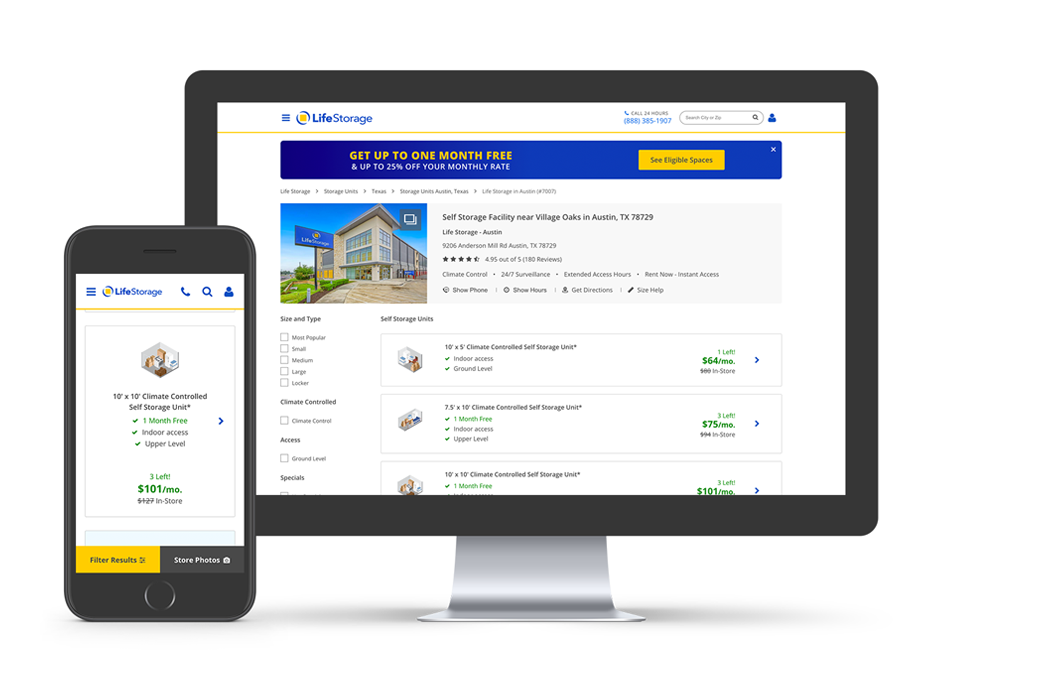 LifeStorage
CALL 24 HOURS
(888) 385-1907
Search City or Zip
GET UP TO ONE MONTH FREE
& UP TO 25% OFF YOUR MONTHLY RATE
See Eligible Spaces
Life Storage > Storage Units > Texas > Storage Units Austin, Texas > Life Storage in Austin (#7007)
LifeStorage
Self Storage Facility near Village Oaks in Austin, TX 78729
Life Storage - Austin
9206 Anderson Mill Rd Austin, TX 78729
4.95 out of 5 (180 Reviews)
Climate Control • 24/7 Surveillance • Extended Access Hours • Rent Now - Instant Access
Show Phone | Show Hours | Get Directions | Size Help
Size and Type
Most Popular
Small
Medium
Large
Locker
Climate Controlled
Climate Control
Access
Ground Level
Specials
Self Storage Units
10' x 5' Climate Controlled Self Storage Unit*
Indoor access
Ground Level
1 Left!
$64/mo.
$80 In-Store
7.5' x 10' Climate Controlled Self Storage Unit*
1 Month Free
Indoor access
Upper Level
3 Left!
$75/mo.
$94 In-Store
10' x 10' Climate Controlled Self Storage Unit*
1 Month Free
3 Left!
$101/mo.
LifeStorage
10' x 10' Climate Controlled
Self Storage Unit*
1 Month Free
Indoor access
Upper Level
3 Left!
$101/mo.
$127 In-Store
Filter Results
Store Photos